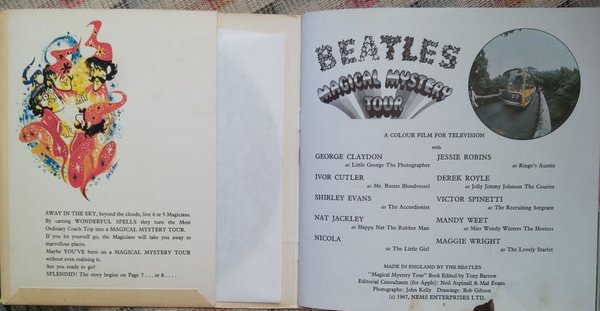 AWAY IN THE SKY, beyond the clouds, live 4 or 5 Magicians.
By casting WONDERFUL SPELLS they turn the Most
Ordinary Coach Trip into a MAGICAL MYSTERY TOUR.
If you let yourself go, the Magicians will take you away to
marvellous places.
Maybe YOU'VE been on a MAGICAL MYSTERY TOUR
without even realising it.
Are you ready to go?
SPLENDID! The story begins on Page 7 . . . or 8 . . . .
BEATLES
MAGICAL MYSTERY
TOUR
A COLOUR FILM FOR TELEVISION
with
GEORGE CLAYDON
as Little George The Photographer
JESSIE ROBINS
as Ringo's Auntie
IVOR CUTLER
as Mr. Buster Bloodvessel
DEREK ROYLE
as Jolly Jimmy Johnson The Courier
SHIRLEY EVANS
as The Accordionist
VICTOR SPINETTI
as The Recruiting Sergeant
NAT JACKLEY
as Happy Nat The Rubber Man
MANDY WEET
as Miss Wendy Winters The Hostess
NICOLA
as The Little Girl
MAGGIE WRIGHT
as The Lovely Starlet
MADE IN ENGLAND BY THE BEATLES
"Magical Mystery Tour" Book Edited by Tony Barrow
Editorial Consultants (for Apple): Neil Aspinall & Mal Evans
Photographs: John Kelly Drawings: Bob Gibson
(c) 1967, NEMS ENTERPRISES LTD.
1